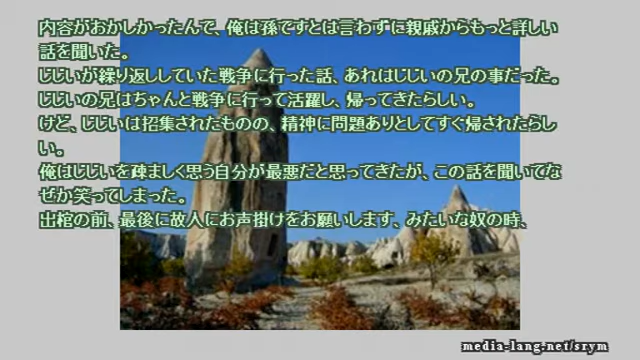 内容がおかしかったんで、俺は孫ですとは言わずに親戚からもっと詳しい
話を聞いた。
じじいが繰り返ししていた戦争に行った話、あれはじじいの兄の事だった。
じじいの兄はちゃんと戦争に行って活躍し、帰ってきたらしい。
けど、じじいは招集されたものの、精神に問題ありとしてすぐ帰されたらし
い。
俺はじじいを疎ましく思う自分が最悪だと思ってきたが、この話を聞いてな
ぜか笑ってしまった。
出棺の前、最後に故人にお声掛けをお願いします、みたいな奴の時、
media-lang-net/srym